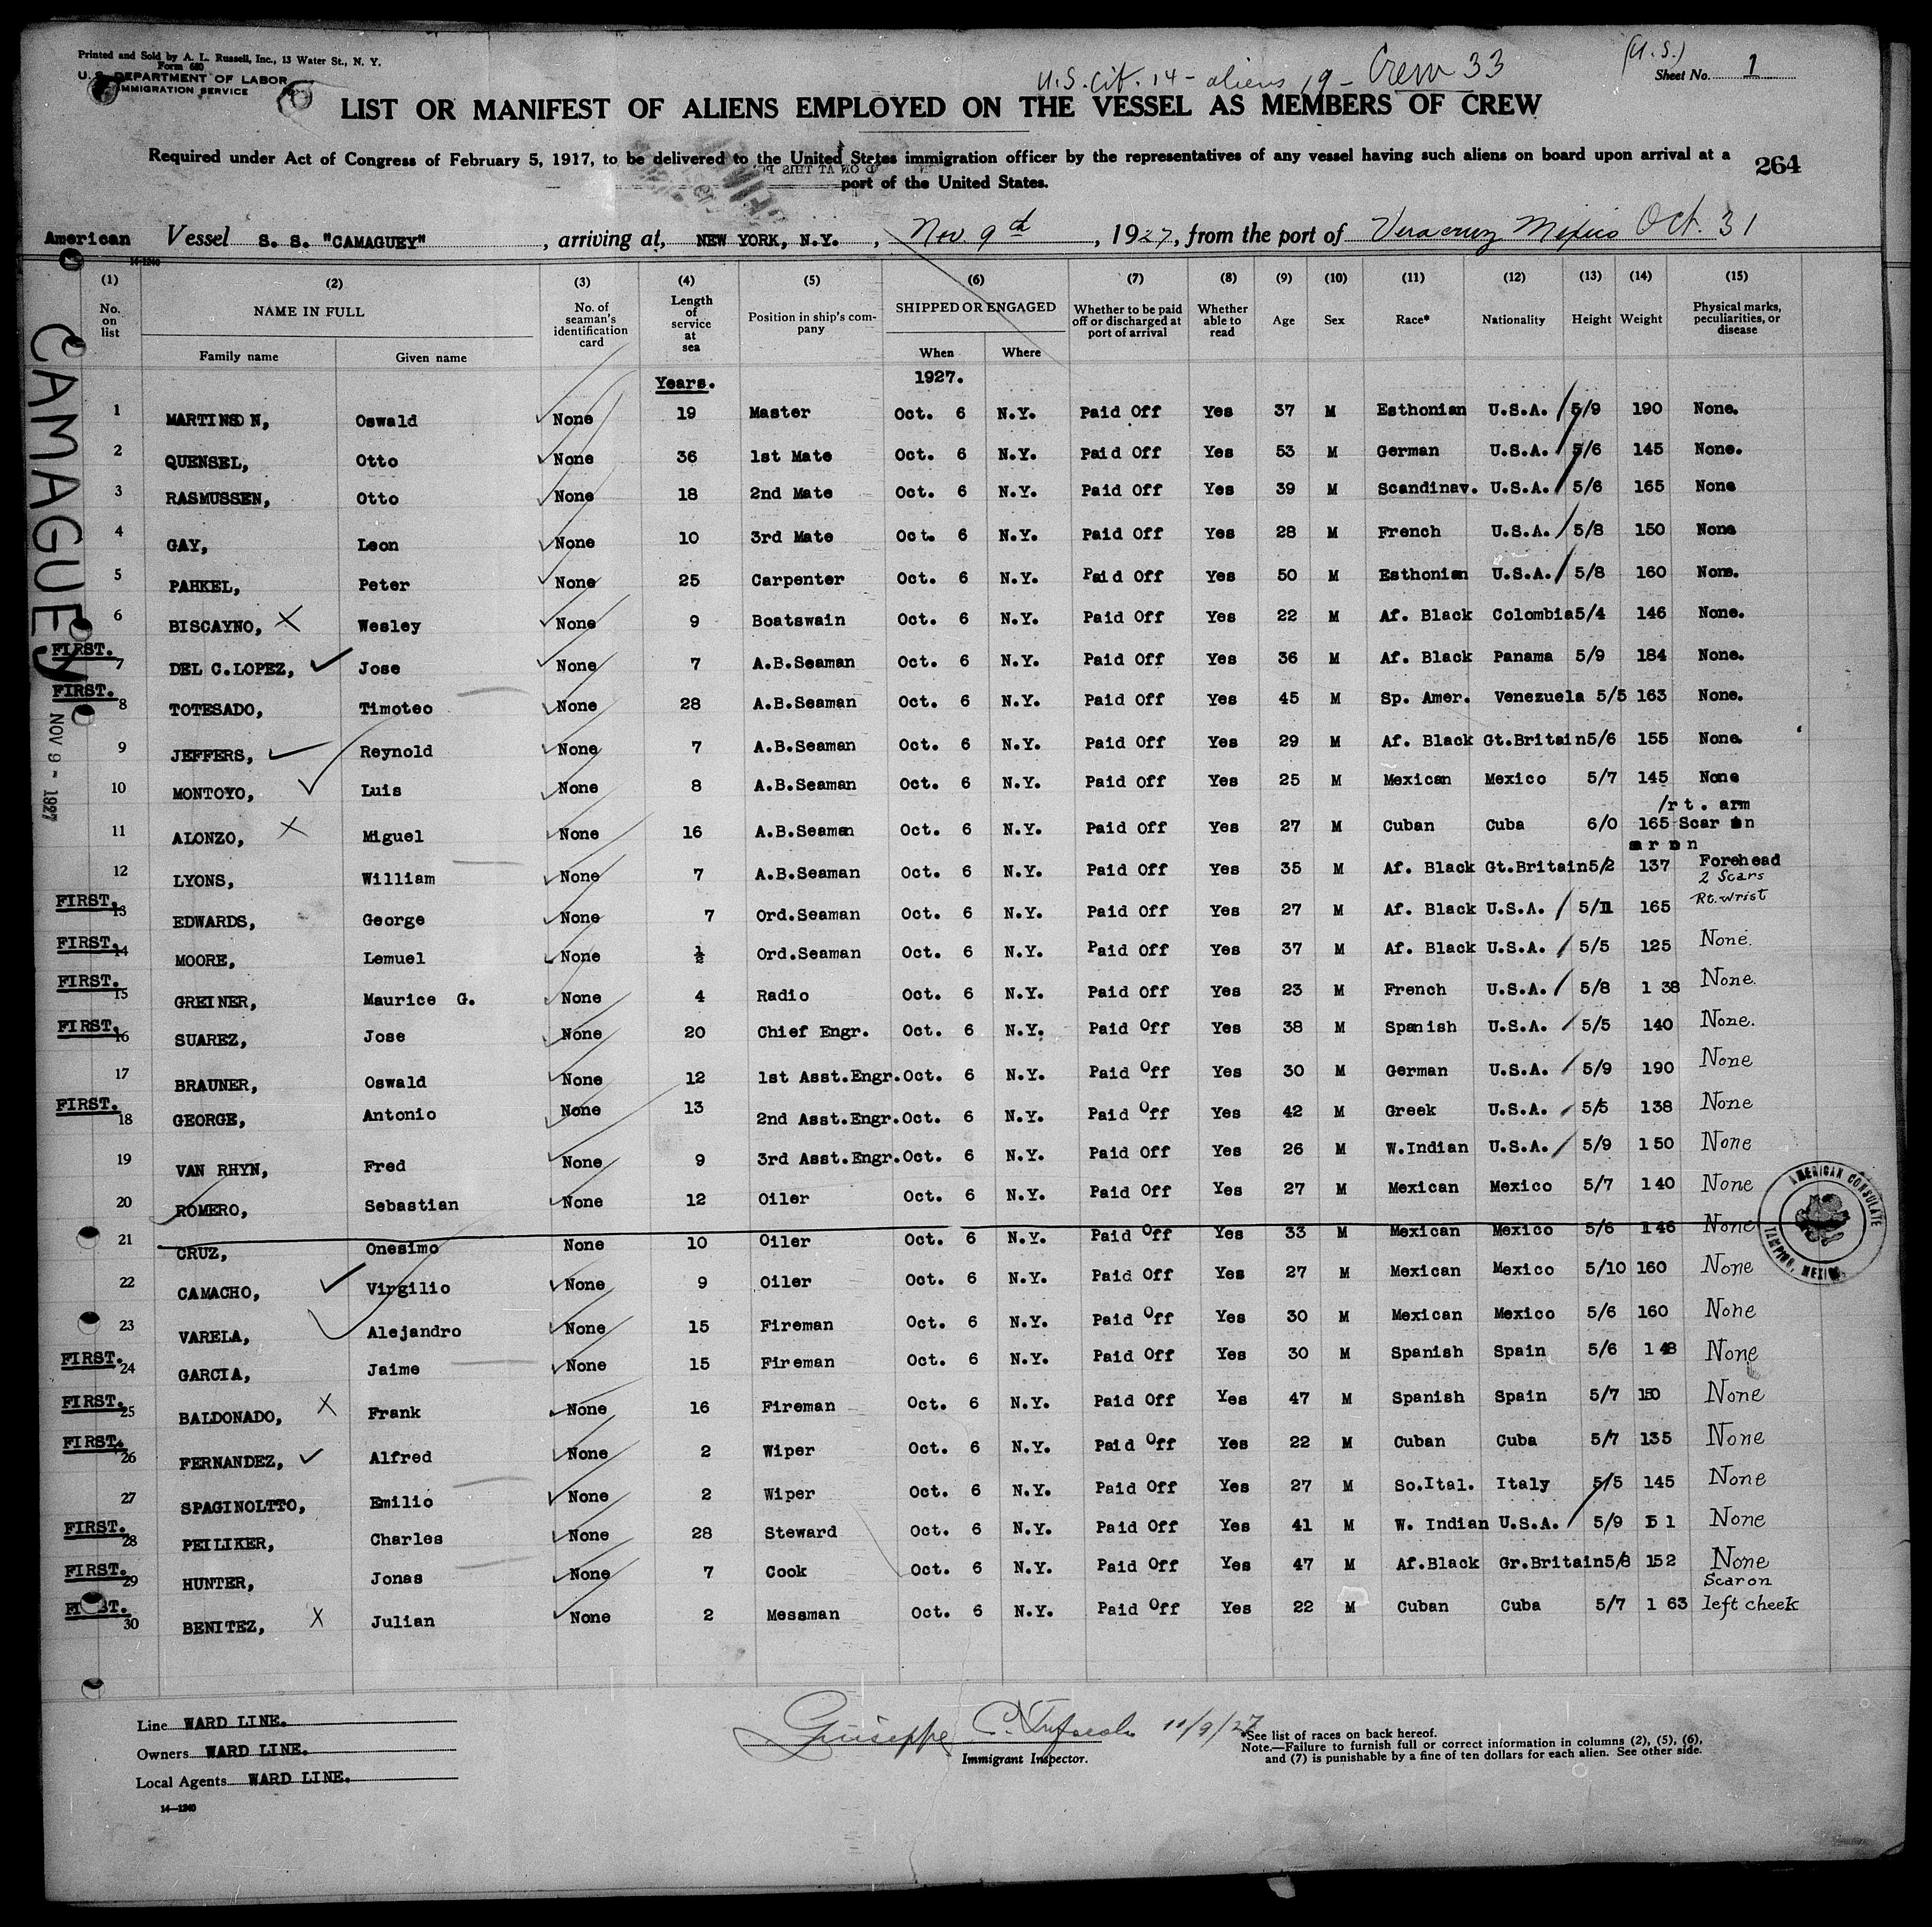 Printed and Sold by A. L. Russell, Inc., 13 Water St., N. Y.
Form 680
U. S. DEPARTMENT OF LABOR
IMMIGRATION SERVICE
U.S. Cit. 14 - aliens 19 - Crew 33
(U.S.)
Sheet No. 1
LIST OR MANIFEST OF ALIENS EMPLOYED ON THE VESSEL AS MEMBERS OF CREW
Required under Act of Congress of February 5, 1917, to be delivered to the United States immigration officer by the representatives of any vessel having such aliens on board upon arrival at a
port of the United States.
264
American Vessel S. S. "CAMAGUEY", arriving at, NEW YORK, N.Y., Nov 9th, 1927, from the port of Veracruz Mexico Oct. 31
14-1240
CAMAGUEY
NOV 9 - 1927
(1) (2) (3) (4) (5) (6) (7) (8) (9) (10) (11) (12) (13) (14) (15)
No. on list NAME IN FULL No. of seaman's identification card Length of service at sea Position in ship's company SHIPPED OR ENGAGED Whether to be paid off or discharged at port of arrival Whether able to read Age Sex Race* Nationality Height Weight Physical marks, peculiarities, or disease
Family name Given name When Where
Years. 1927.
1 MARTINSON, Oswald None 19 Master Oct. 6 N.Y. Paid Off Yes 37 M Esthonian U.S.A. 5/9 190 None.
2 QUENSEL, Otto None 36 1st Mate Oct. 6 N.Y. Paid Off Yes 53 M German U.S.A. 5/6 145 None.
3 RASMUSSEN, Otto None 18 2nd Mate Oct. 6 N.Y. Paid Off Yes 39 M Scandinav. U.S.A. 5/6 165 None
4 GAY, Leon None 10 3rd Mate Oct. 6 N.Y. Paid Off Yes 28 M French U.S.A. 5/8 150 None
5 PAHKEL, Peter None 25 Carpenter Oct. 6 N.Y. Paid Off Yes 50 M Esthonian U.S.A. 5/8 160 None.
6 BISCAYNO, X Wesley None 9 Boatswain Oct. 6 N.Y. Paid Off Yes 22 M Af. Black Colombia 5/4 146 None.
FIRST. 7 DEL C.LOPEZ, Jose None 7 A.B.Seaman Oct. 6 N.Y. Paid Off Yes 36 M Af. Black Panama 5/9 184 None.
FIRST. 8 TOTESADO, Timoteo None 28 A.B.Seaman Oct. 6 N.Y. Paid Off Yes 45 M Sp. Amer. Venezuela 5/5 163 None.
9 JEFFERS, Reynold None 7 A.B.Seaman Oct. 6 N.Y. Paid Off Yes 29 M Af. Black Gt.Britain 5/6 155 None.
10 MONTOYO, Luis None 8 A.B.Seaman Oct. 6 N.Y. Paid Off Yes 25 M Mexican Mexico 5/7 145 None
/rt. arm
11 ALONZO, X Miguel None 16 A.B.Seaman Oct. 6 N.Y. Paid Off Yes 27 M Cuban Cuba 6/0 165 Scar on
12 LYONS, William None 7 A.B.Seaman Oct. 6 N.Y. Paid Off Yes 35 M Af. Black Gt.Britain 5/2 137 Forehead
2 Scars
Rt. wrist
FIRST. 13 EDWARDS, George None 7 Ord.Seaman Oct. 6 N.Y. Paid Off Yes 27 M Af. Black U.S.A. 5/11 165
FIRST. 14 MOORE, Lemuel None ½ Ord.Seaman Oct. 6 N.Y. Paid Off Yes 37 M Af. Black U.S.A. 5/5 125 None.
FIRST. 15 GREINER, Maurice G. None 4 Radio Oct. 6 N.Y. Paid Off Yes 23 M French U.S.A. 5/8 138 None.
FIRST. 16 SUAREZ, Jose None 20 Chief Engr. Oct. 6 N.Y. Paid Off Yes 38 M Spanish U.S.A. 5/5 140 None.
17 BRAUNER, Oswald None 12 1st Asst.Engr. Oct. 6 N.Y. Paid Off Yes 30 M German U.S.A. 5/9 190 None
FIRST. 18 GEORGE, Antonio None 13 2nd Asst.Engr. Oct. 6 N.Y. Paid Off Yes 42 M Greek U.S.A. 5/5 138 None
19 VAN RHYN, Fred None 9 3rd Asst.Engr. Oct. 6 N.Y. Paid Off Yes 26 M W.Indian U.S.A. 5/9 150 None
20 ROMERO, Sebastian None 12 Oiler Oct. 6 N.Y. Paid Off Yes 27 M Mexican Mexico 5/7 140 None
21 CRUZ, Onesimo None 10 Oiler Oct. 6 N.Y. Paid Off Yes 33 M Mexican Mexico 5/6 146 None
22 CAMACHO, Virgilio None 9 Oiler Oct. 6 N.Y. Paid Off Yes 27 M Mexican Mexico 5/10 160 None
23 VARELA, Alejandro None 15 Fireman Oct. 6 N.Y. Paid Off Yes 30 M Mexican Mexico 5/6 160 None
FIRST. 24 GARCIA, Jaime None 15 Fireman Oct. 6 N.Y. Paid Off Yes 30 M Spanish Spain 5/6 148 None
FIRST. 25 BALDONADO, X Frank None 16 Fireman Oct. 6 N.Y. Paid Off Yes 47 M Spanish Spain 5/7 150 None
FIRST. 26 FERNANDEZ, Alfred None 2 Wiper Oct. 6 N.Y. Paid Off Yes 22 M Cuban Cuba 5/7 135 None
27 SPAGINOLTTO, Emilio None 2 Wiper Oct. 6 N.Y. Paid Off Yes 27 M So.Ital. Italy 5/5 145 None
FIRST. 28 PEILIKER, Charles None 28 Steward Oct. 6 N.Y. Paid Off Yes 41 M W. Indian U.S.A. 5/9 151 None
FIRST. 29 HUNTER, Jonas None 7 Cook Oct. 6 N.Y. Paid Off Yes 47 M Af.Black Gr.Britain 5/8 152 None
Scar on
FIRST. 30 BENITEZ, X Julian None 2 Messman Oct. 6 N.Y. Paid Off Yes 22 M Cuban Cuba 5/7 163 left cheek
AMERICAN CONSULATE
TAMPICO, MEXICO.
Line WARD LINE.
Owners WARD LINE.
Local Agents WARD LINE.
14—1240
Giuseppe C. 11/9/27
Immigrant Inspector.
*See list of races on back hereof.
Note.—Failure to furnish full or correct information in columns (2), (5), (6),
and (7) is punishable by a fine of ten dollars for each alien. See other side.